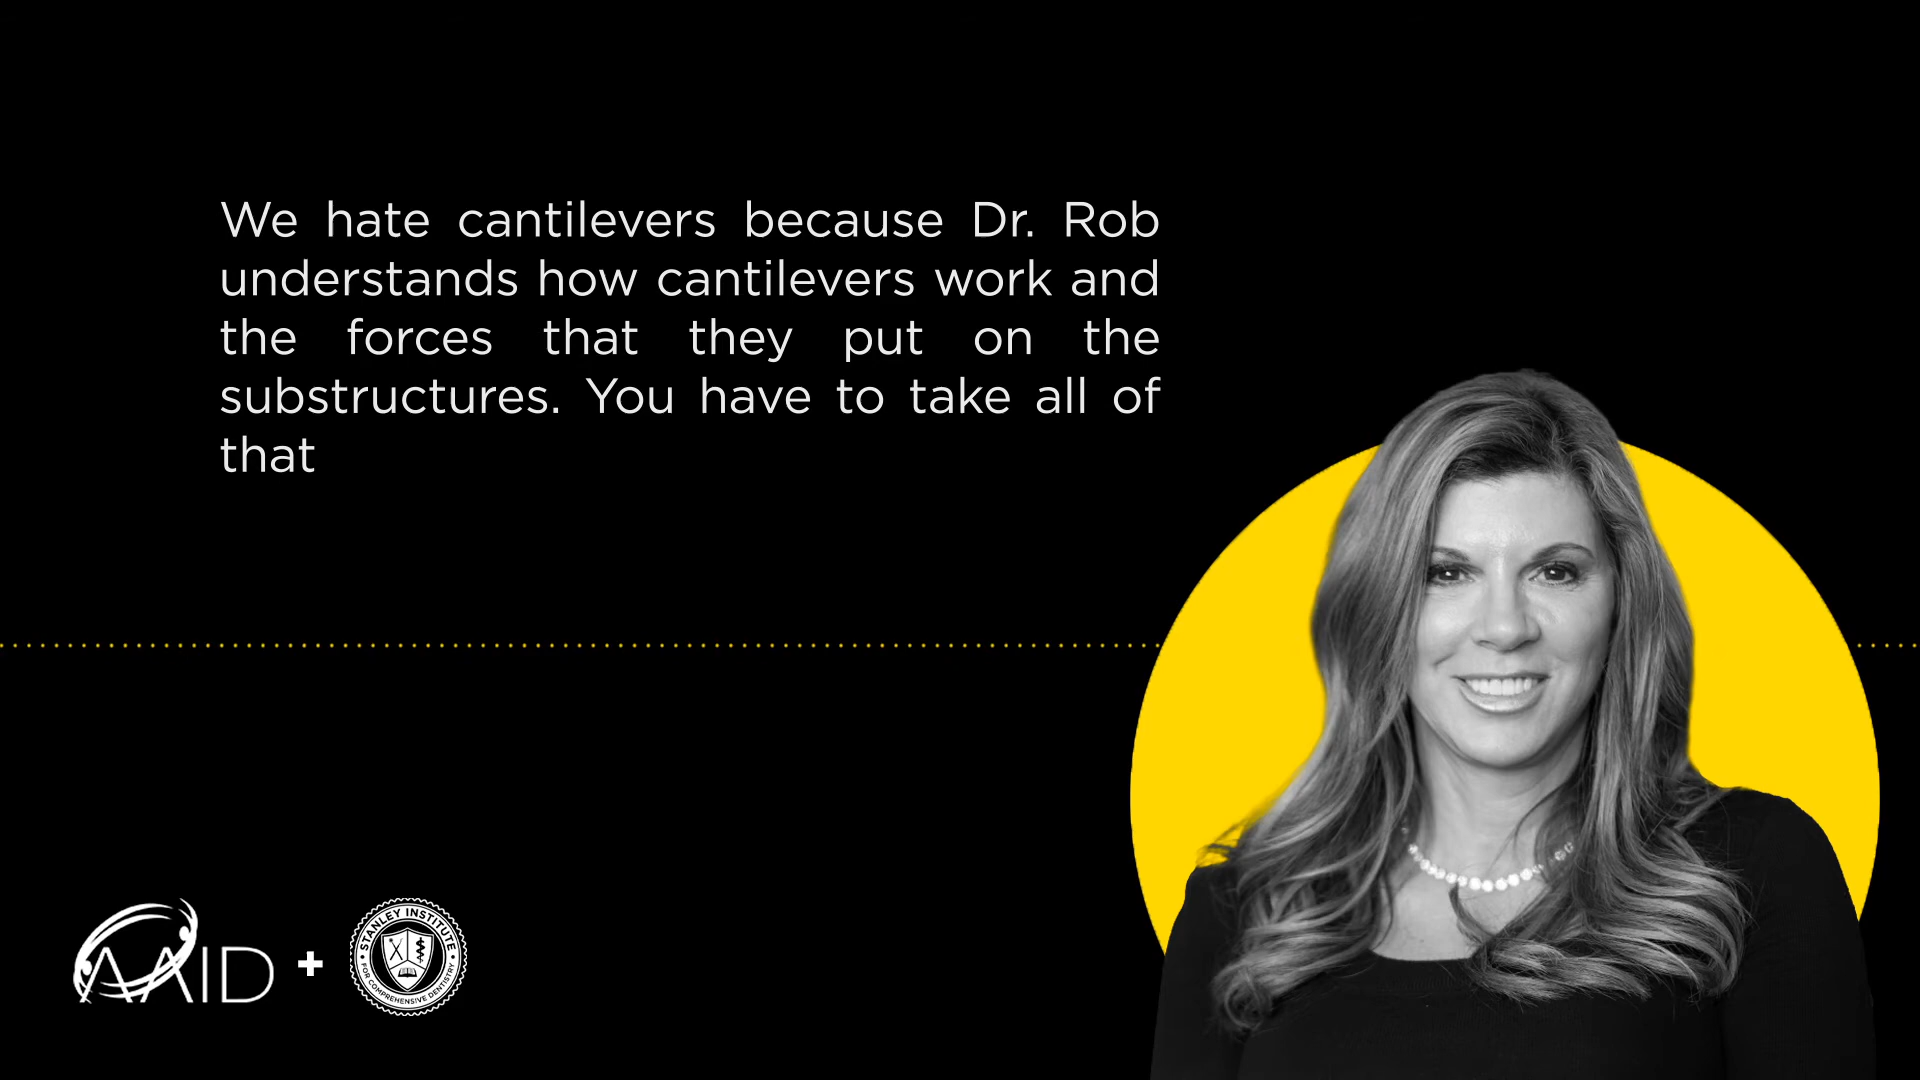 We hate cantilevers because Dr. Rob
understands how cantilevers work and
the forces that they put on the
substructures. You have to take all of
that
AAID +
STANLEY INSTITUTE
FOR COMPREHENSIVE DENTISTRY